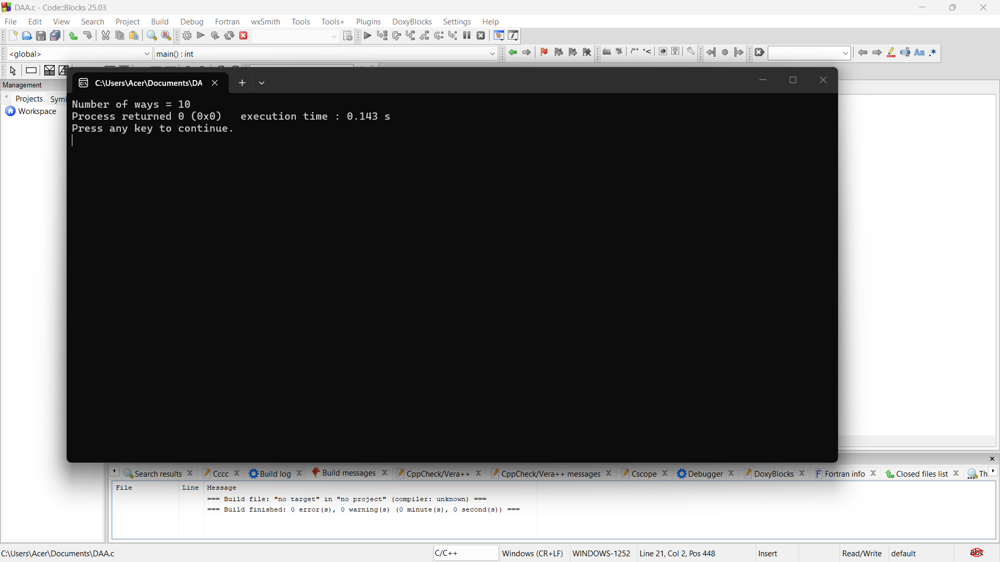 DAA.c - Code::Blocks 25.03
File Edit View Search Project Build Debug Fortran wxSmith Tools Tools+ Plugins DoxyBlocks Settings Help
<global> main() : int
Management
C:\Users\Acer\Documents\DA
Projects
Workspace
Number of ways = 10
Process returned 0 (0x0)   execution time : 0.143 s
Press any key to continue.
Search results Cccc Build log Build messages CppCheck/Vera++ CppCheck/Vera++ messages Cscope Debugger DoxyBlocks Fortran info Closed files list
File Line Message
=== Build file: "no target" in "no project" (compiler: unknown) ===
=== Build finished: 0 error(s), 0 warning(s) (0 minute(s), 0 second(s)) ===
C:\Users\Acer\Documents\DAA.c C/C++ Windows (CR+LF) WINDOWS-1252 Line 21, Col 2, Pos 448 Insert Read/Write default